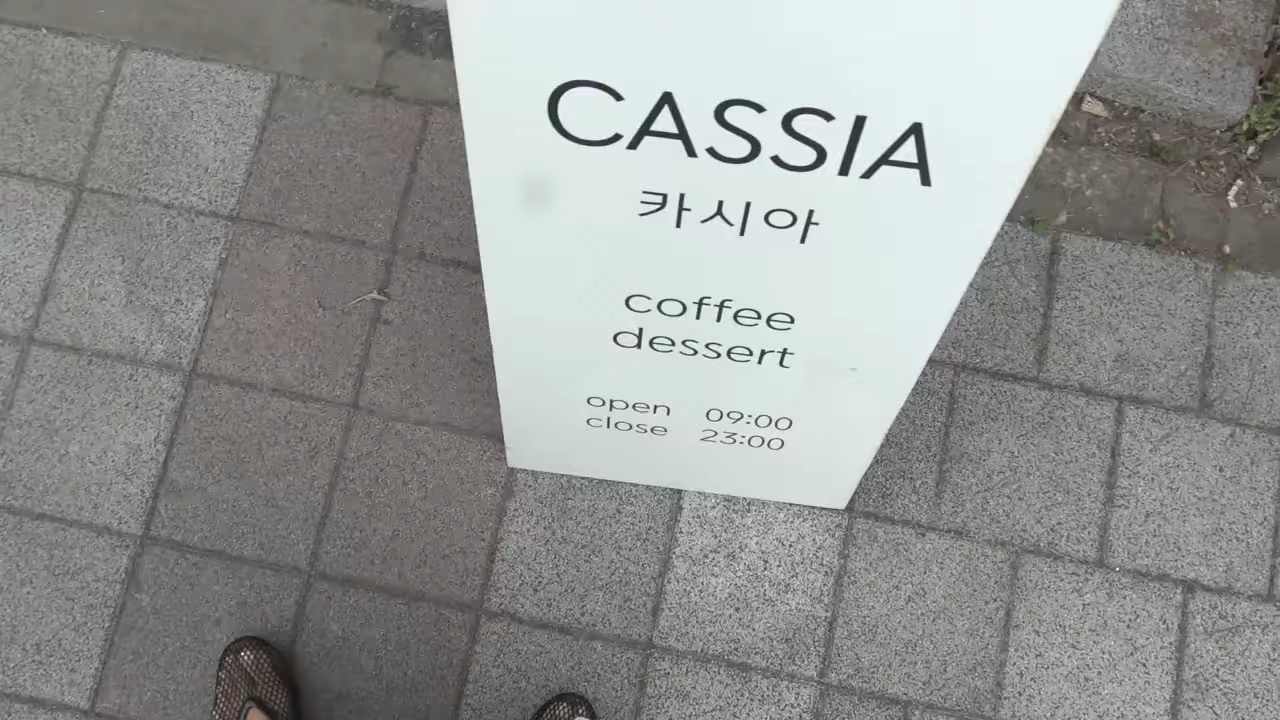 CASSIA
카시아
coffee
dessert
open 09:00
close 23:00